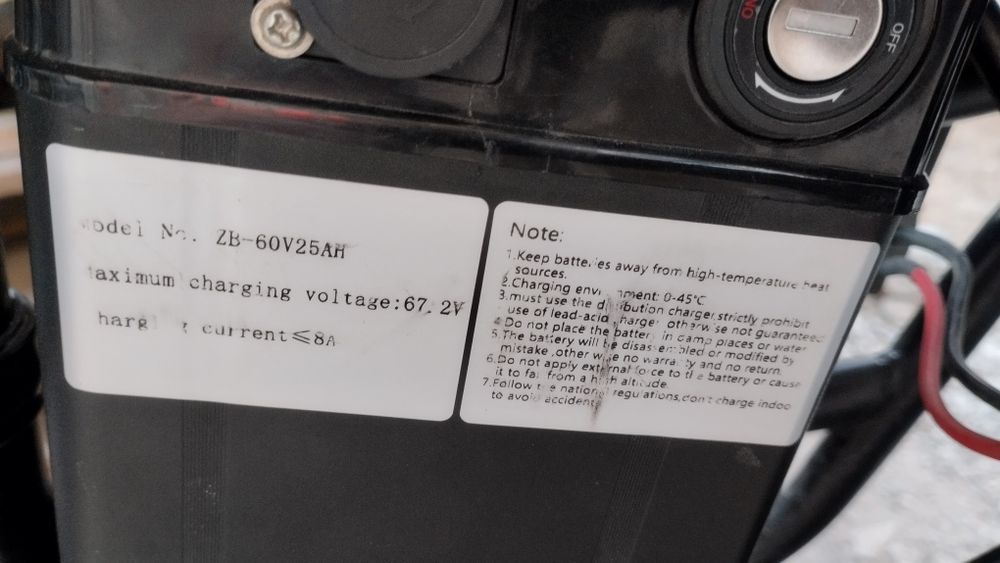 NO
OFF
Model No. ZB-60V25AH
Maximum charging voltage:67.2V
current≤8A
Note:
1.Keep batteries away from high-temperature heat
sources.
2.Charging environment: 0-45°C
3.must use the distribution charger,strictly prohibit
use of lead-acid charger otherwise not guaranteed
4.Do not place the battery in damp places or water
5.The battery will be disassembled or modified by
mistake ,other we no warranty and no return.
6.Do not apply external force to the battery or cause
it to fall from a high altitude.
7.Follow the national regulations,don't charge indoo
to avoid accidents